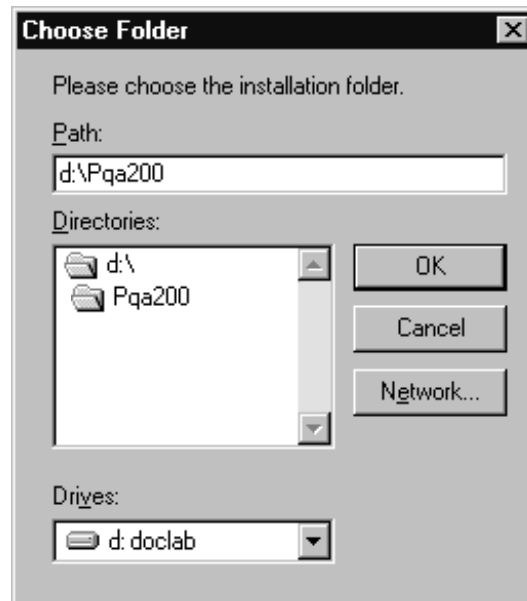 Choose Folder
Please choose the installation folder.
Path:
d:\Pqa200
Directories:
d:\
Pqa200
OK
Cancel
Network...
Drives:
d: doclab